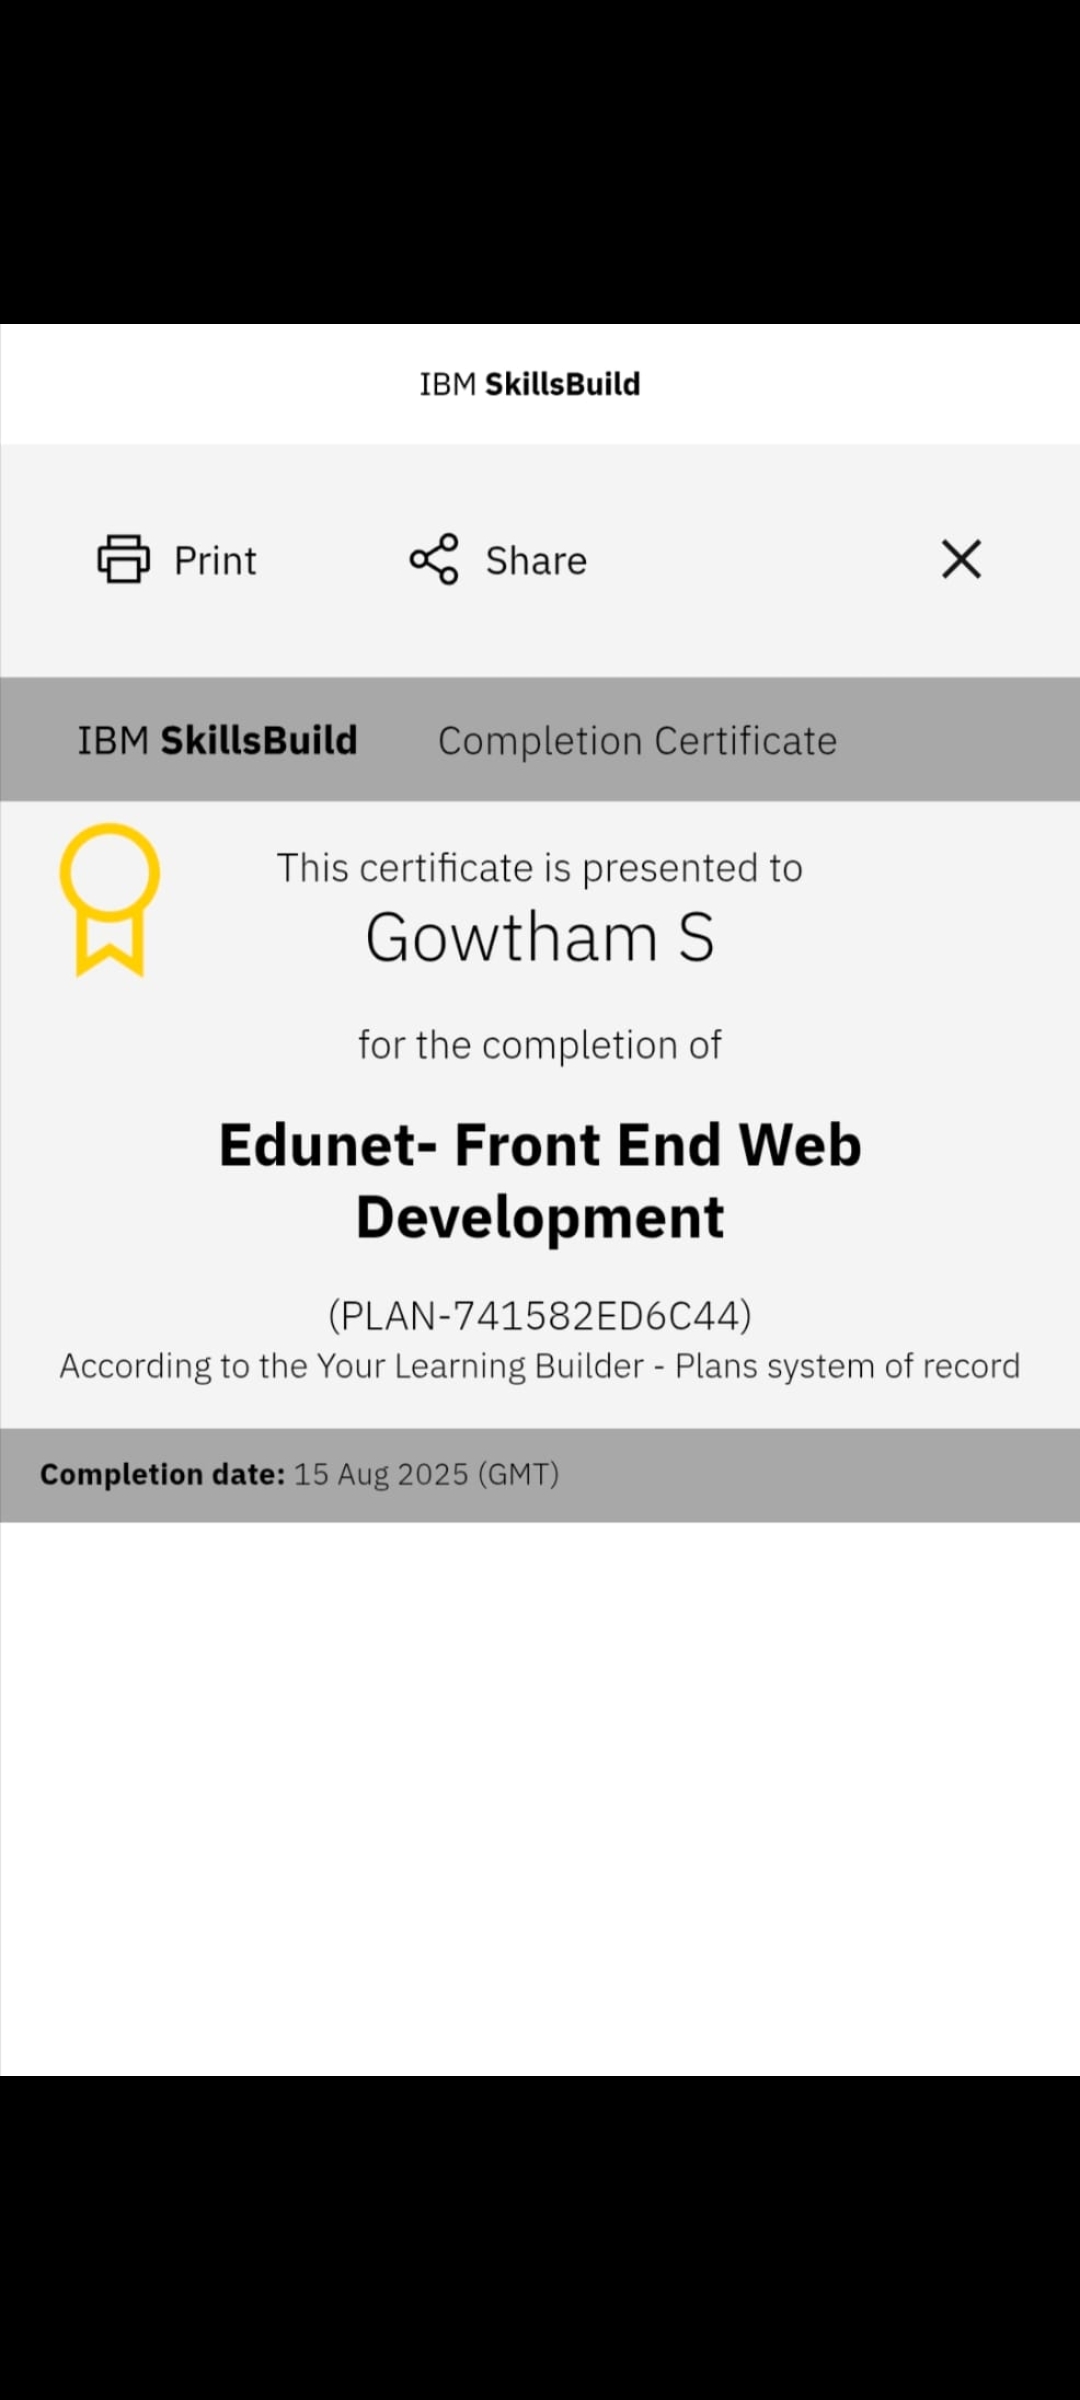 IBM SkillsBuild
Print
Share
IBM SkillsBuild Completion Certificate
This certificate is presented to
Gowtham S
for the completion of
Edunet- Front End Web
Development
(PLAN-741582ED6C44)
According to the Your Learning Builder - Plans system of record
Completion date: 15 Aug 2025 (GMT)